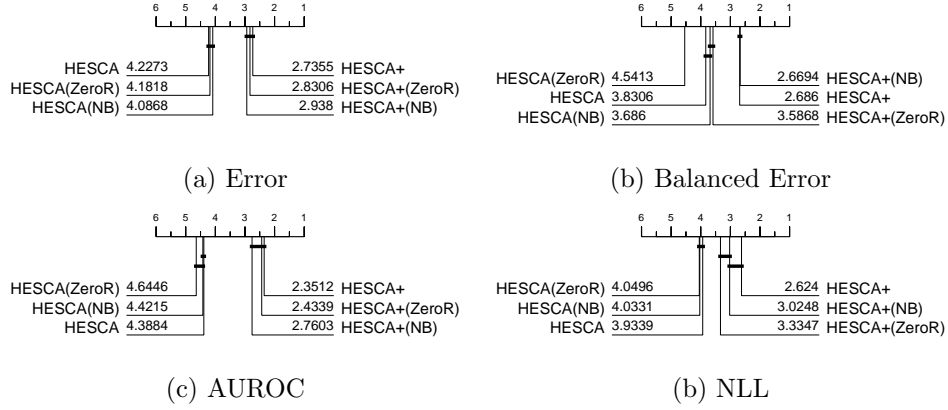 6 5 4 3 2 1
HESCA 4.2273 2.7355 HESCA+
HESCA(ZeroR) 4.1818 2.8306 HESCA+(ZeroR)
HESCA(NB) 4.0868 2.938 HESCA+(NB)
(a) Error
6 5 4 3 2 1
HESCA(ZeroR) 4.5413 2.6694 HESCA+(NB)
HESCA 3.8306 2.686 HESCA+
HESCA(NB) 3.686 3.5868 HESCA+(ZeroR)
(b) Balanced Error
6 5 4 3 2 1
HESCA(ZeroR) 4.6446 2.3512 HESCA+
HESCA(NB) 4.4215 2.4339 HESCA+(ZeroR)
HESCA 4.3884 2.7603 HESCA+(NB)
(c) AUROC
6 5 4 3 2 1
HESCA(ZeroR) 4.0496 2.624 HESCA+
HESCA(NB) 4.0331 3.0248 HESCA+(NB)
HESCA 3.9339 3.3347 HESCA+(ZeroR)
(b) NLL